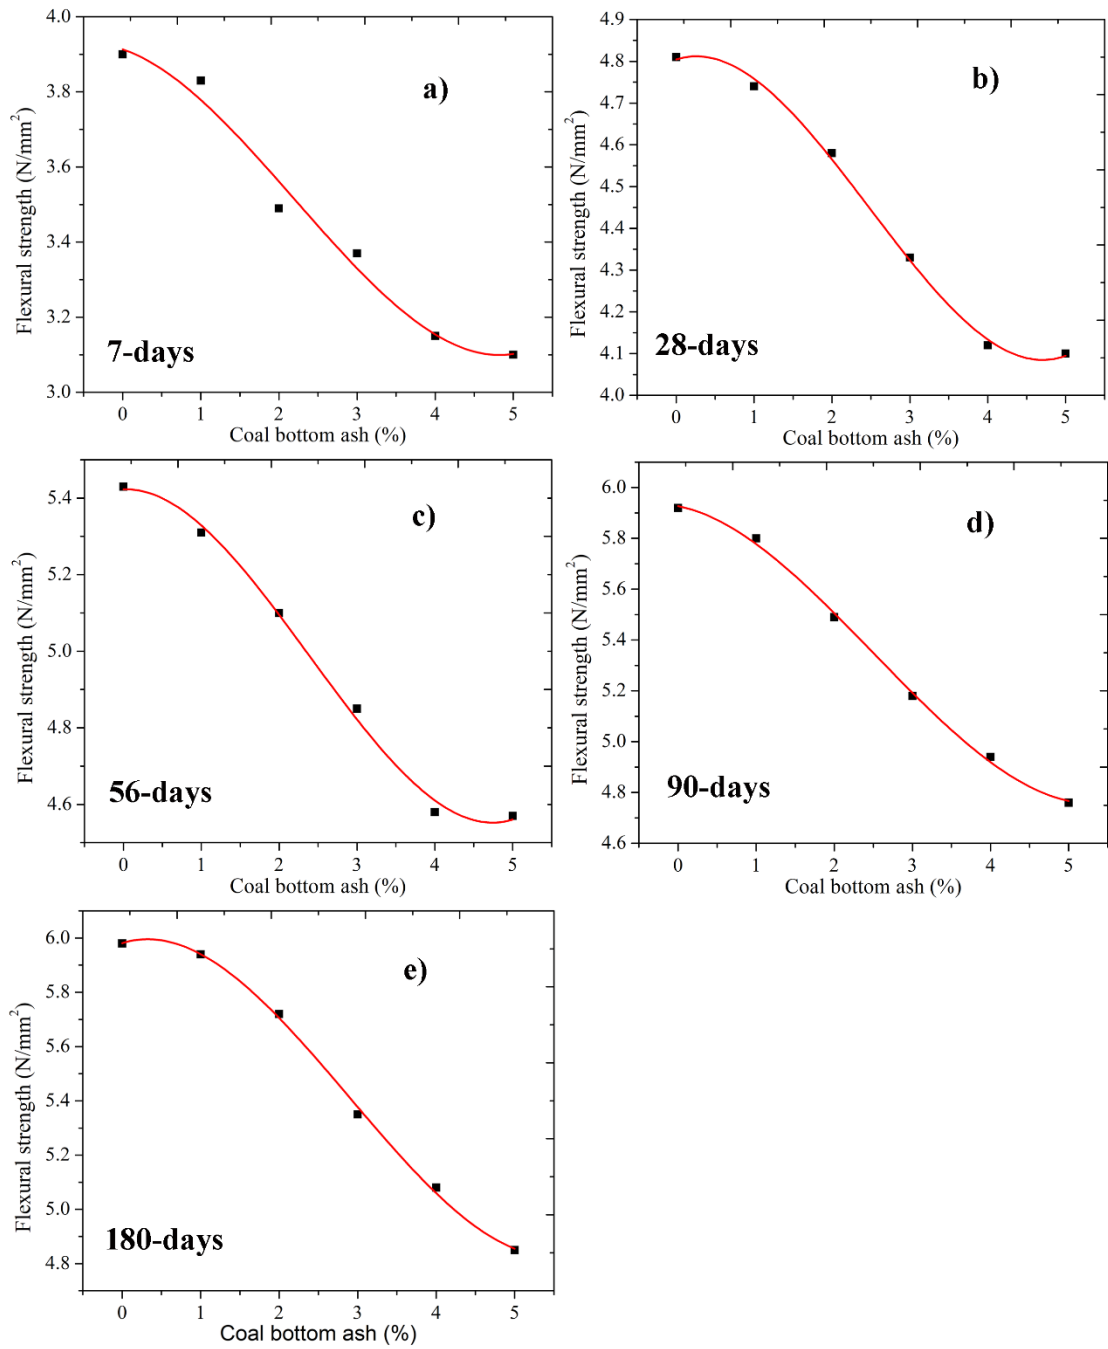 4.0
3.8
3.6
3.4
3.2
3.0
Flexural strength (N/mm²)
a)
7-days
0 1 2 3 4 5
Coal bottom ash (%)
4.8
4.7
4.6
4.5
4.4
4.3
4.2
4.1
4.0
Flexural strength (N/mm²)
b)
28-days
0 1 2 3 4 5
Coal bottom ash (%)
5.4
5.2
5.0
4.8
4.6
Flexural strength (N/mm²)
c)
56-days
0 1 2 3 4 5
Coal bottom ash (%)
6.0
5.8
5.6
5.4
5.2
5.0
4.8
4.6
Flexural strength (N/mm²)
d)
90-days
0 1 2 3 4 5
Coal bottom ash (%)
6.0
5.8
5.6
5.4
5.2
5.0
4.8
Flexural strength (N/mm²)
e)
180-days
0 1 2 3 4 5
Coal bottom ash (%)